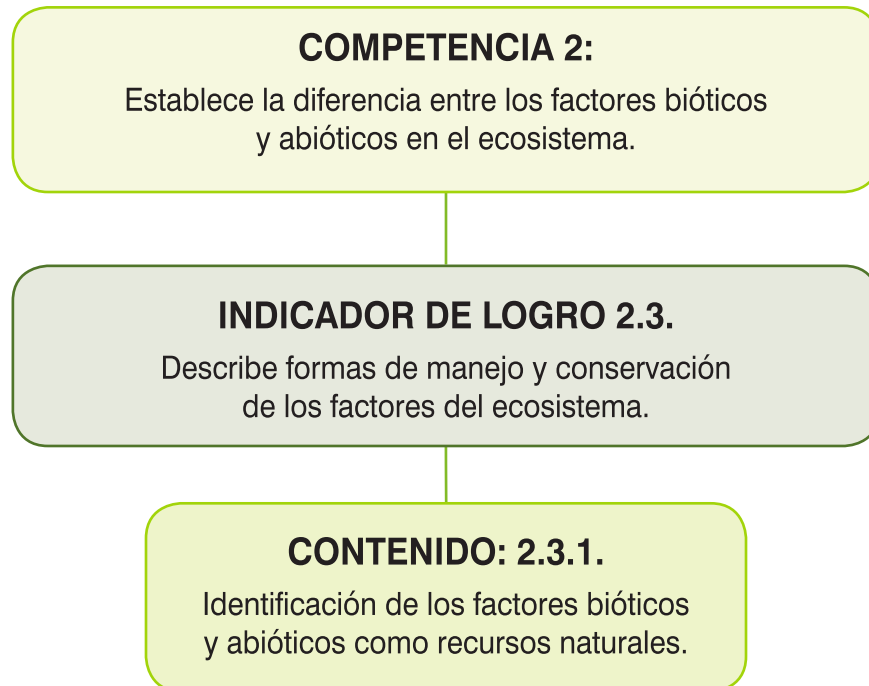 COMPETENCIA 2:
Establece la diferencia entre los factores bióticos
y abióticos en el ecosistema.
INDICADOR DE LOGRO 2.3.
Describe formas de manejo y conservación
de los factores del ecosistema.
CONTENIDO: 2.3.1.
Identificación de los factores bióticos
y abióticos como recursos naturales.